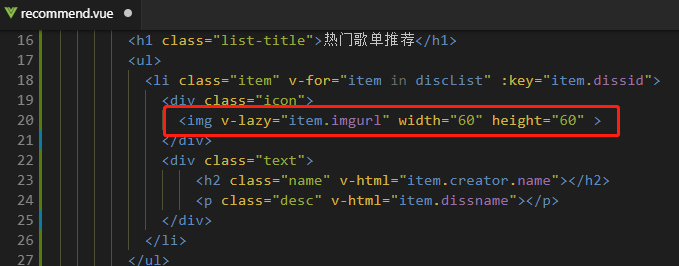 recommend.vue
16 <h1 class="list-title">热门歌单推荐</h1>
17 <ul>
18 <li class="item" v-for="item in discList" :key="item.dissid">
19 <div class="icon">
20 <img v-lazy="item.imgurl" width="60" height="60" >
21 </div>
22 <div class="text">
23 <h2 class="name" v-html="item.creator.name"></h2>
24 <p class="desc" v-html="item.dissname"></p>
25 </div>
26 </li>
27 </ul>